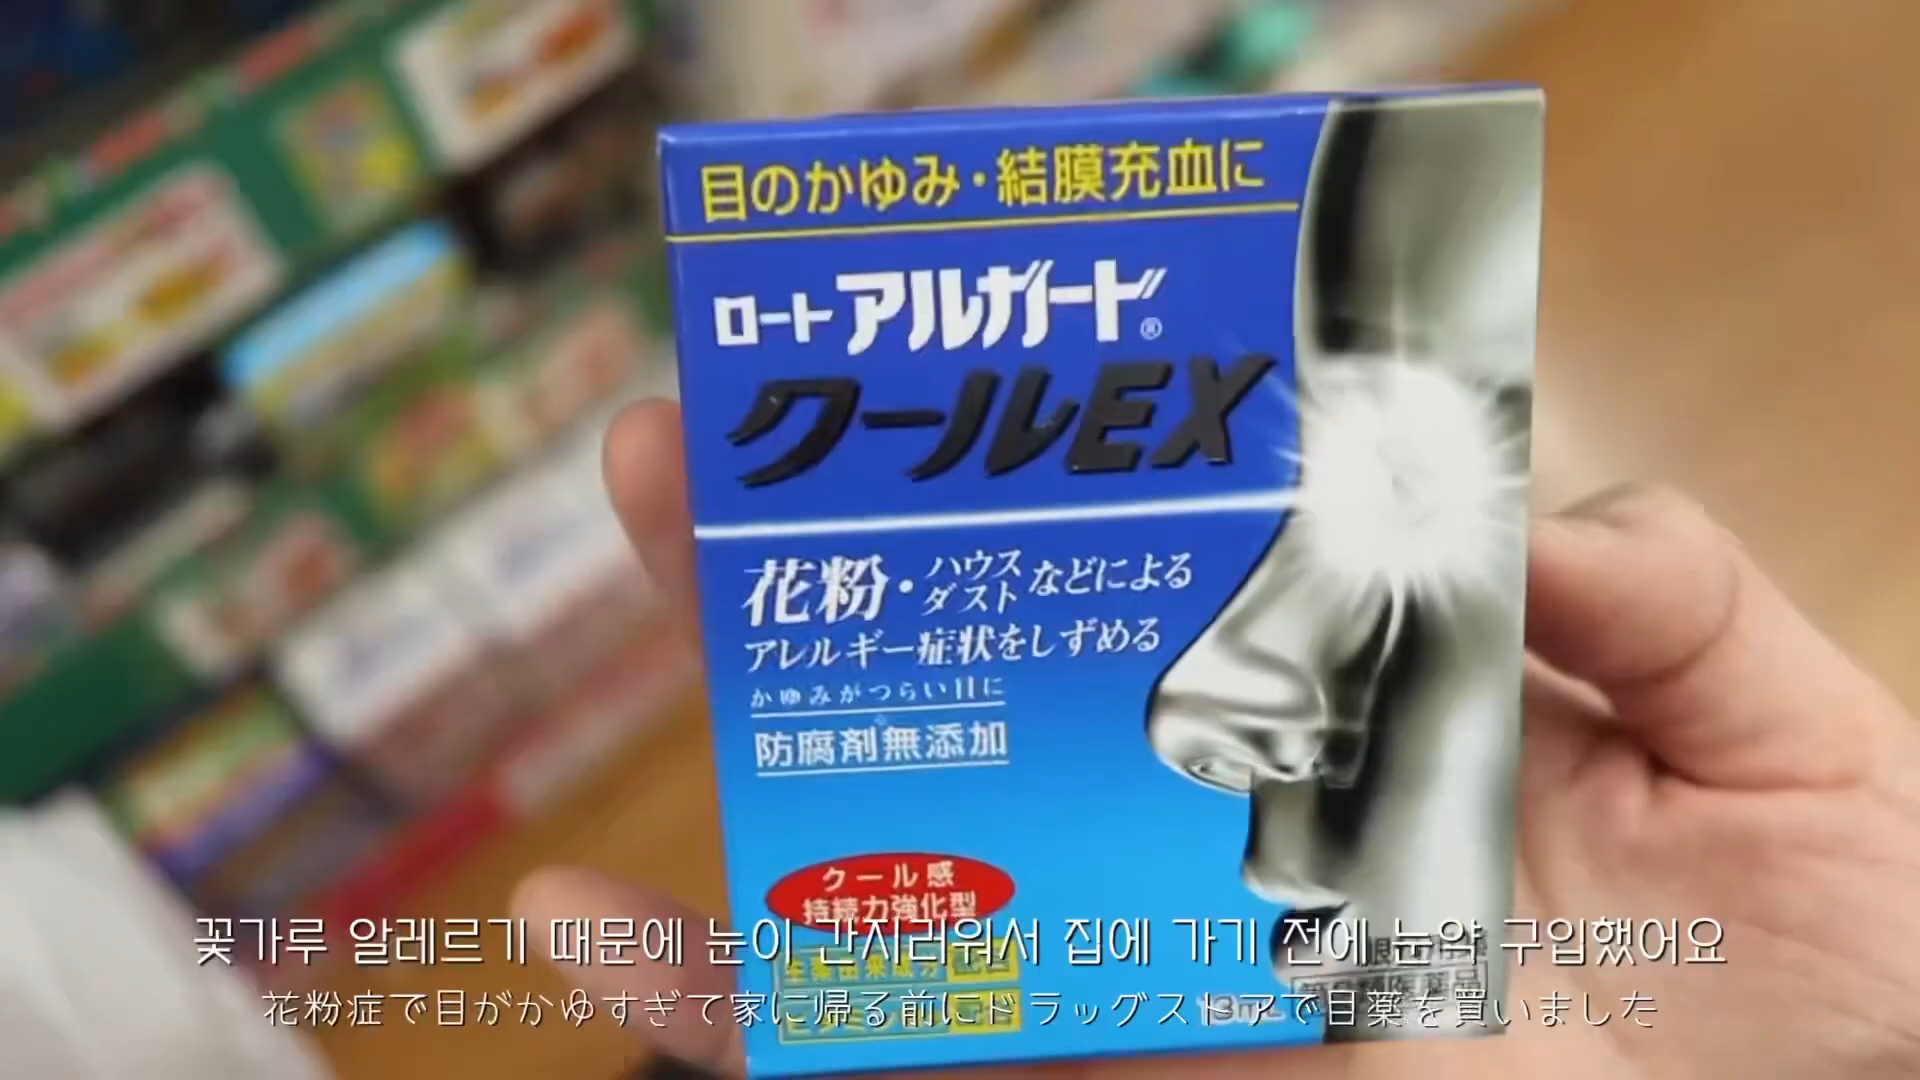 目のかゆみ・結膜充血に
ロート アルガード®
クールEX
花粉・ハウスダストなどによる
アレルギー症状をしずめる
かゆみがつらい目に
防腐剤無添加
クール感
持続力強化型
꽃가루 알레르기 때문에 눈이 간지러워서 집에 가기 전에 눈약 구입했어요
花粉症で目がかゆすぎて家に帰る前にドラッグストアで目薬を買いました
13mL